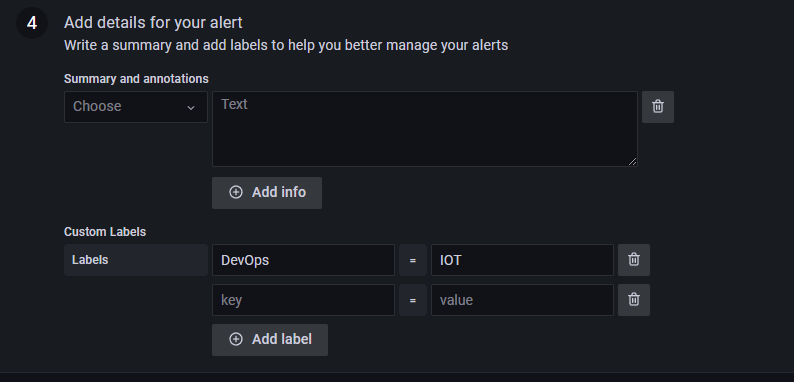 4 Add details for your alert
Write a summary and add labels to help you better manage your alerts
Summary and annotations
Choose Text
Add info
Custom Labels
Labels DevOps = IOT
key = value
Add label